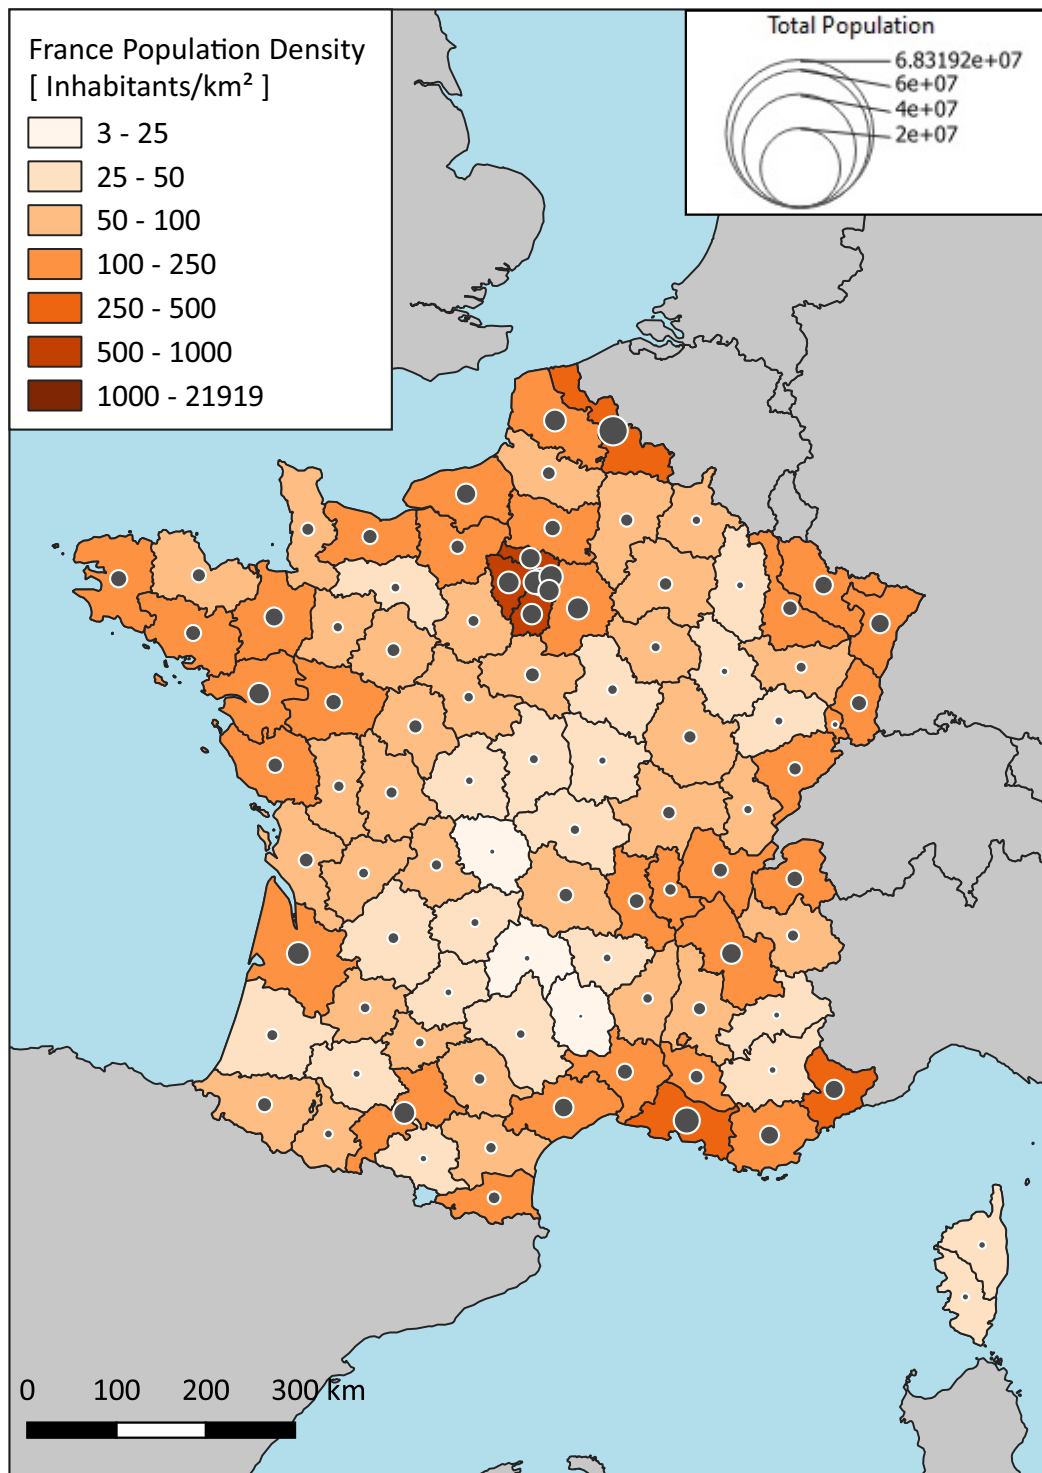 France Population Density
[ Inhabitants/km² ]
3 - 25
25 - 50
50 - 100
100 - 250
250 - 500
500 - 1000
1000 - 21919
Total Population
6.83192e+07
6e+07
4e+07
2e+07
0 100 200 300 km